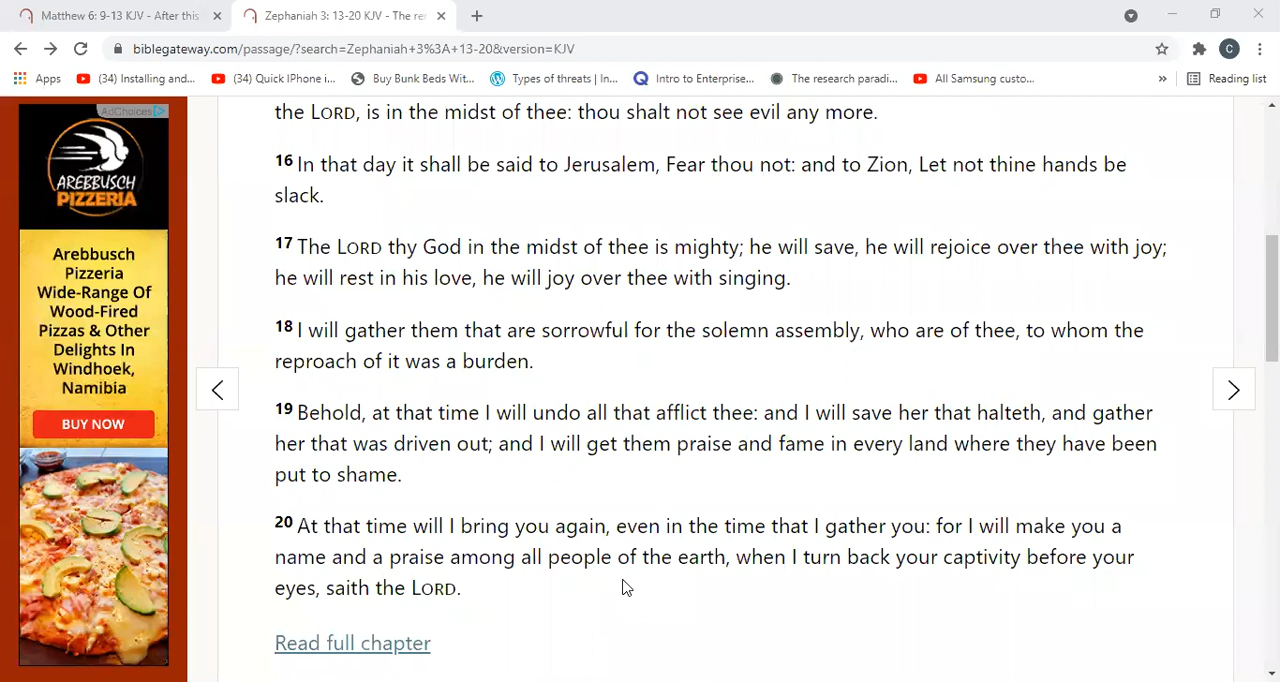 Matthew 6: 9-13 KJV - After this
Zephaniah 3: 13-20 KJV - The re
C
biblegateway.com/passage/?search=Zephaniah+3%3A+13-20&version=KJV
Apps
(34) Installing and...
(34) Quick IPhone i...
Buy Bunk Beds Wit...
Types of threats | In...
Intro to Enterprise...
The research paradi...
All Samsung custo...
»
Reading list
AdChoices
AREBBUSCH
PIZZERIA
Arebbusch
Pizzeria
Wide-Range Of
Wood-Fired
Pizzas & Other
Delights In
Windhoek,
Namibia
BUY NOW
the LORD, is in the midst of thee: thou shalt not see evil any more.
16 In that day it shall be said to Jerusalem, Fear thou not: and to Zion, Let not thine hands be
slack.
17 The LORD thy God in the midst of thee is mighty; he will save, he will rejoice over thee with joy;
he will rest in his love, he will joy over thee with singing.
18 I will gather them that are sorrowful for the solemn assembly, who are of thee, to whom the
reproach of it was a burden.
19 Behold, at that time I will undo all that afflict thee: and I will save her that halteth, and gather
her that was driven out; and I will get them praise and fame in every land where they have been
put to shame.
20 At that time will I bring you again, even in the time that I gather you: for I will make you a
name and a praise among all people of the earth, when I turn back your captivity before your
eyes, saith the LORD.
Read full chapter